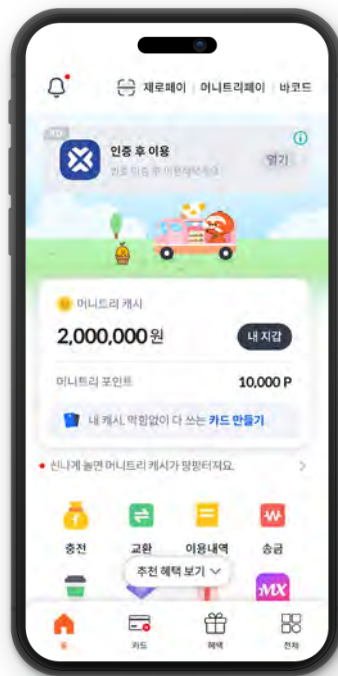 제로페이 머니트리페이 바코드
AD
인증 후 이용
열기
머니트리 캐시
2,000,000원
내 지갑
머니트리 포인트
10,000 P
내 캐시, 막힘없이 다 쓰는 카드 만들기
신나게 놀면 머니트리 캐시가 팡팡터져요.
충전 교환 이용내역 송금
추천 혜택 보기
MX
홈 카드 혜택 전체